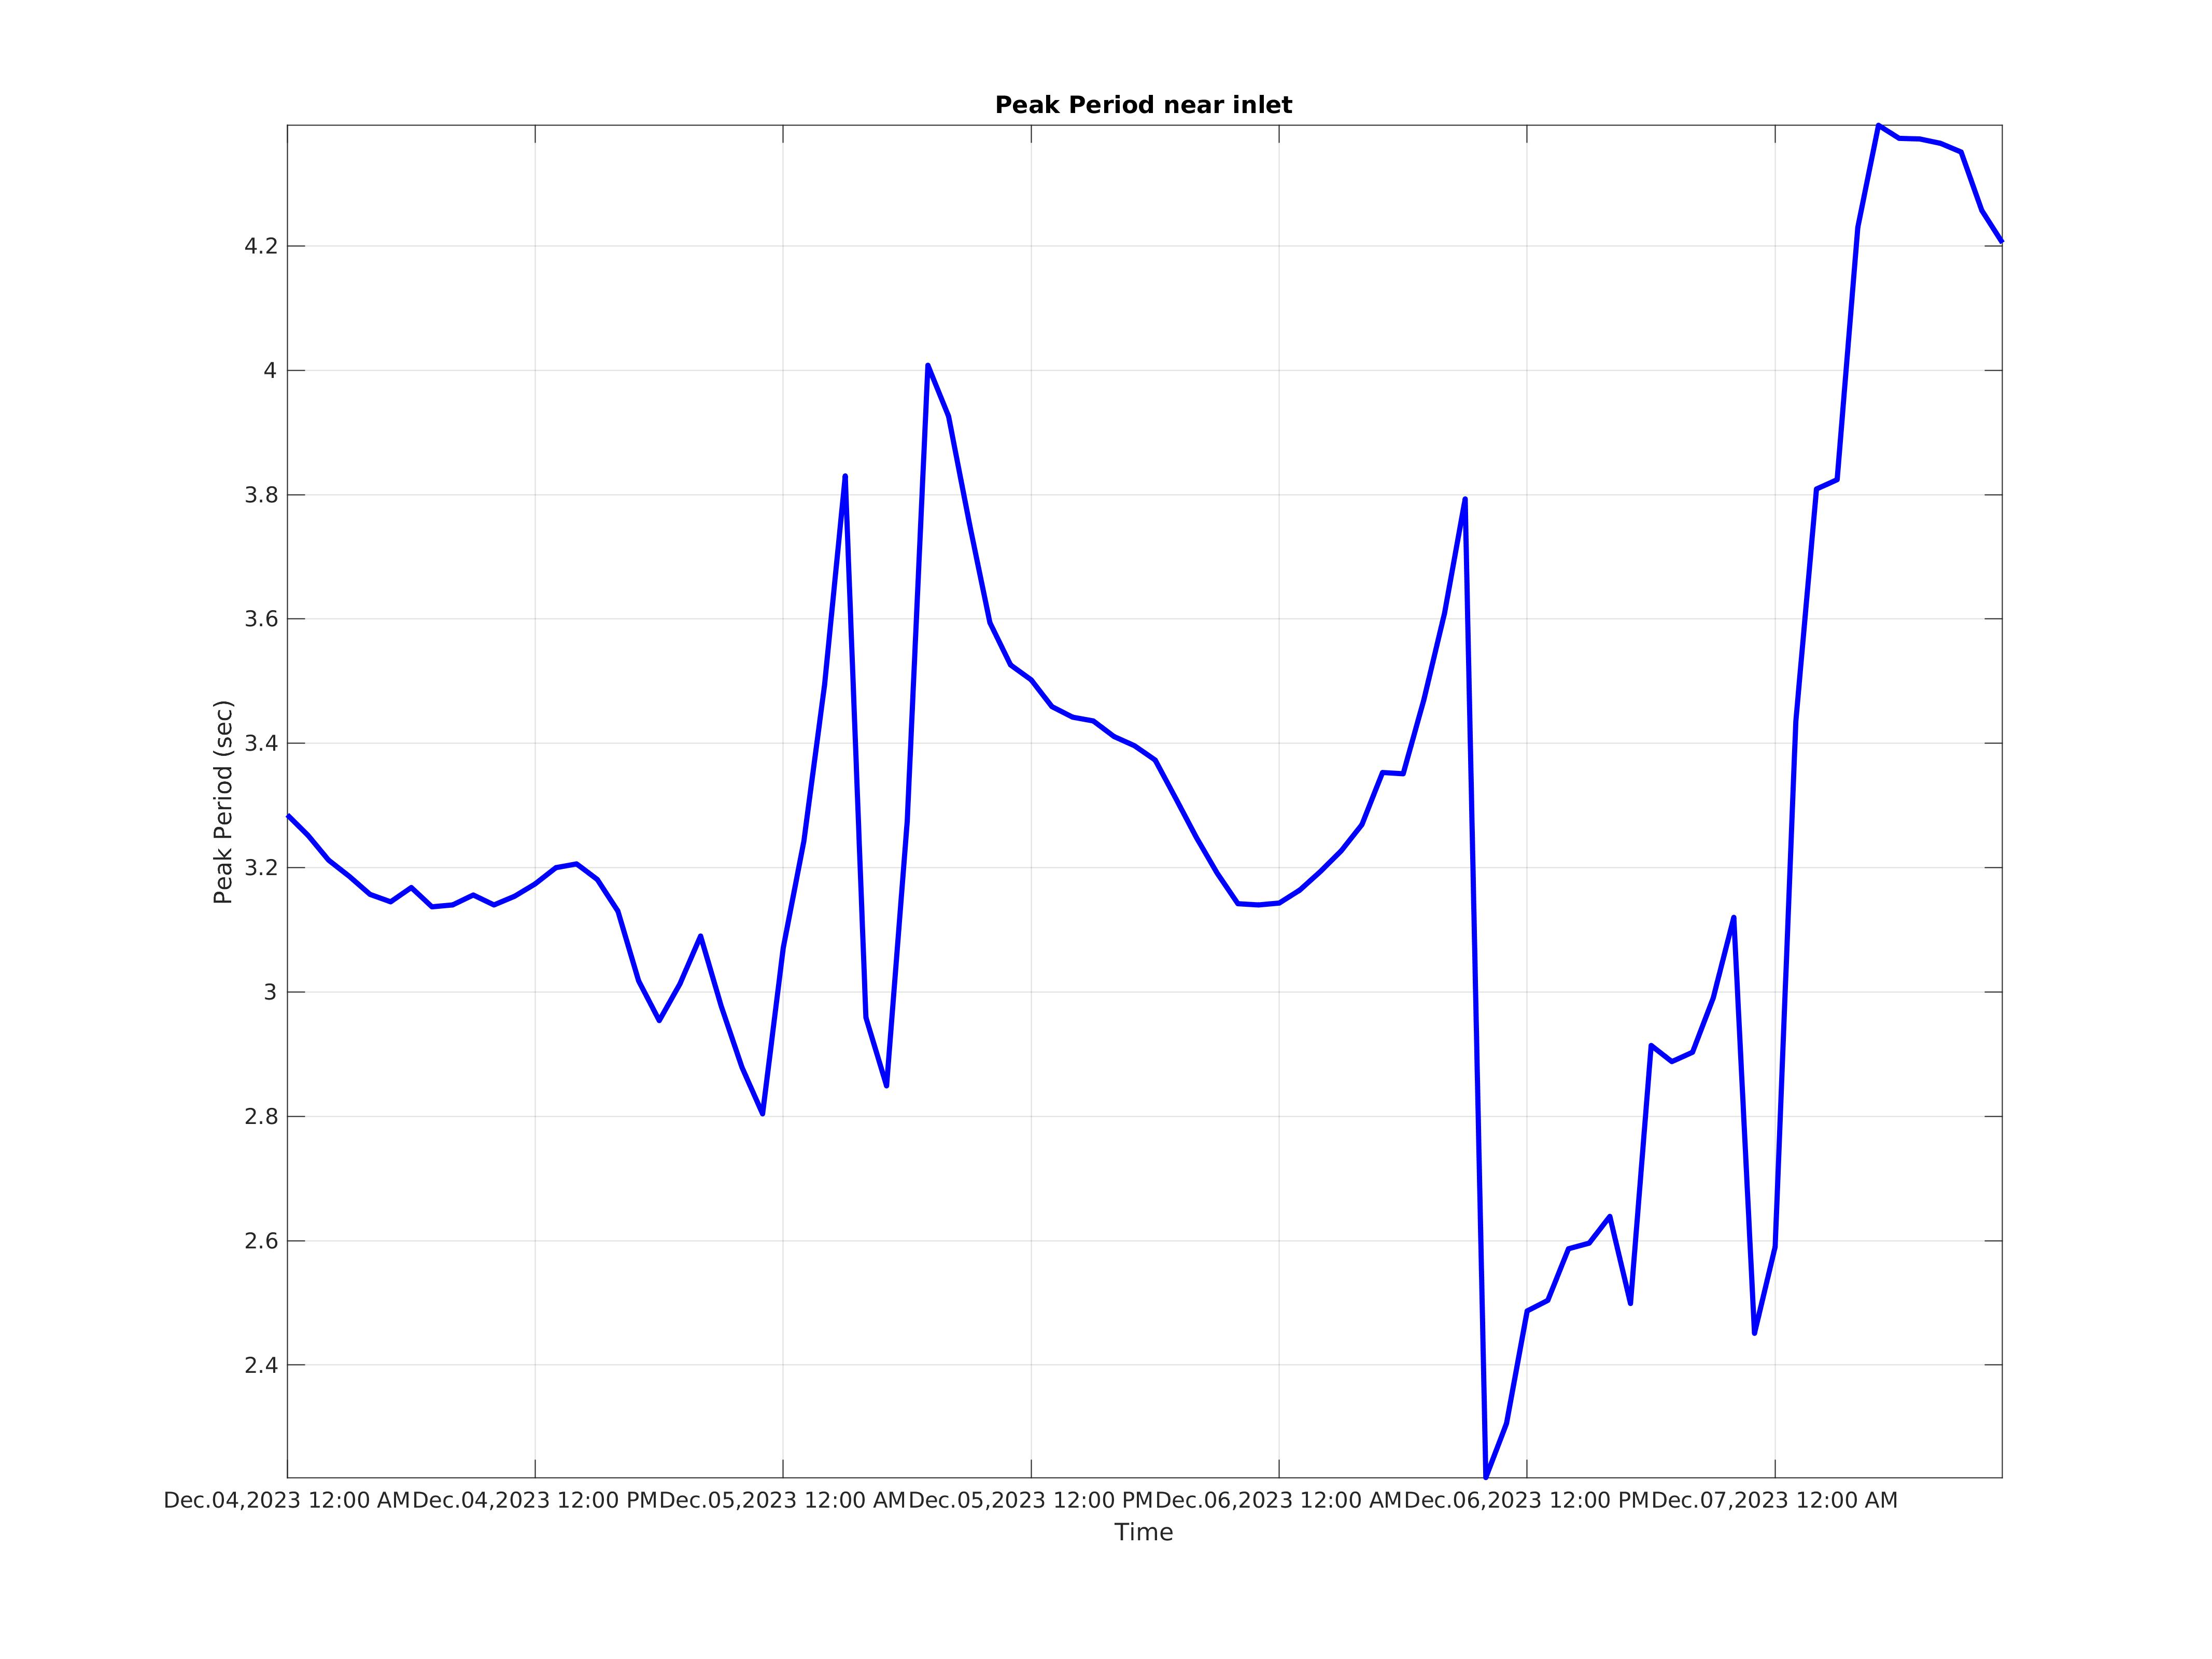 Peak Period near inlet
Peak Period (sec)
4.2
4
3.8
3.6
3.4
3.2
3
2.8
2.6
2.4
Dec.04,2023 12:00 AM Dec.04,2023 12:00 PM Dec.05,2023 12:00 AM Dec.05,2023 12:00 PM Dec.06,2023 12:00 AM Dec.06,2023 12:00 PM Dec.07,2023 12:00 AM
Time